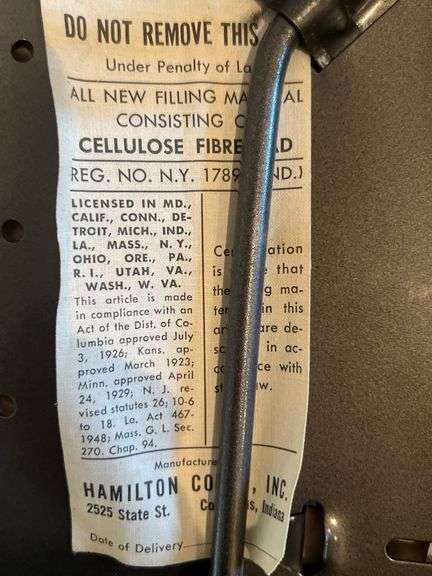 DO NOT REMOVE THIS
Under Penalty of La
ALL NEW FILLING MA AL
CONSISTING O
CELLULOSE FIBRE AD
REG. NO. N.Y. 1789 ND.)
LICENSED IN MD.,
CALIF., CONN., DE-
TROIT, MICH., IND.,
LA., MASS., N. Y.,
OHIO, ORE., PA.,
R. I., UTAH, VA.,
WASH., W. VA.
This article is made
in compliance with an
Act of the Dist. of Co-
lumbia approved July
3, 1926; Kans. ap-
proved March 1923;
Minn. approved April
24, 1929; N. J. re-
vised statutes 26; 10-6
to 18. La. Act 467-
1948; Mass. G. L. Sec.
270. Chap. 94.
Ce ation
is that
the g ma-
te in this
ar are de-
sc in ac-
co ce with
st w.
Manufacture
HAMILTON CO , INC.
2525 State St. Co s, Indiana
Date of Delivery